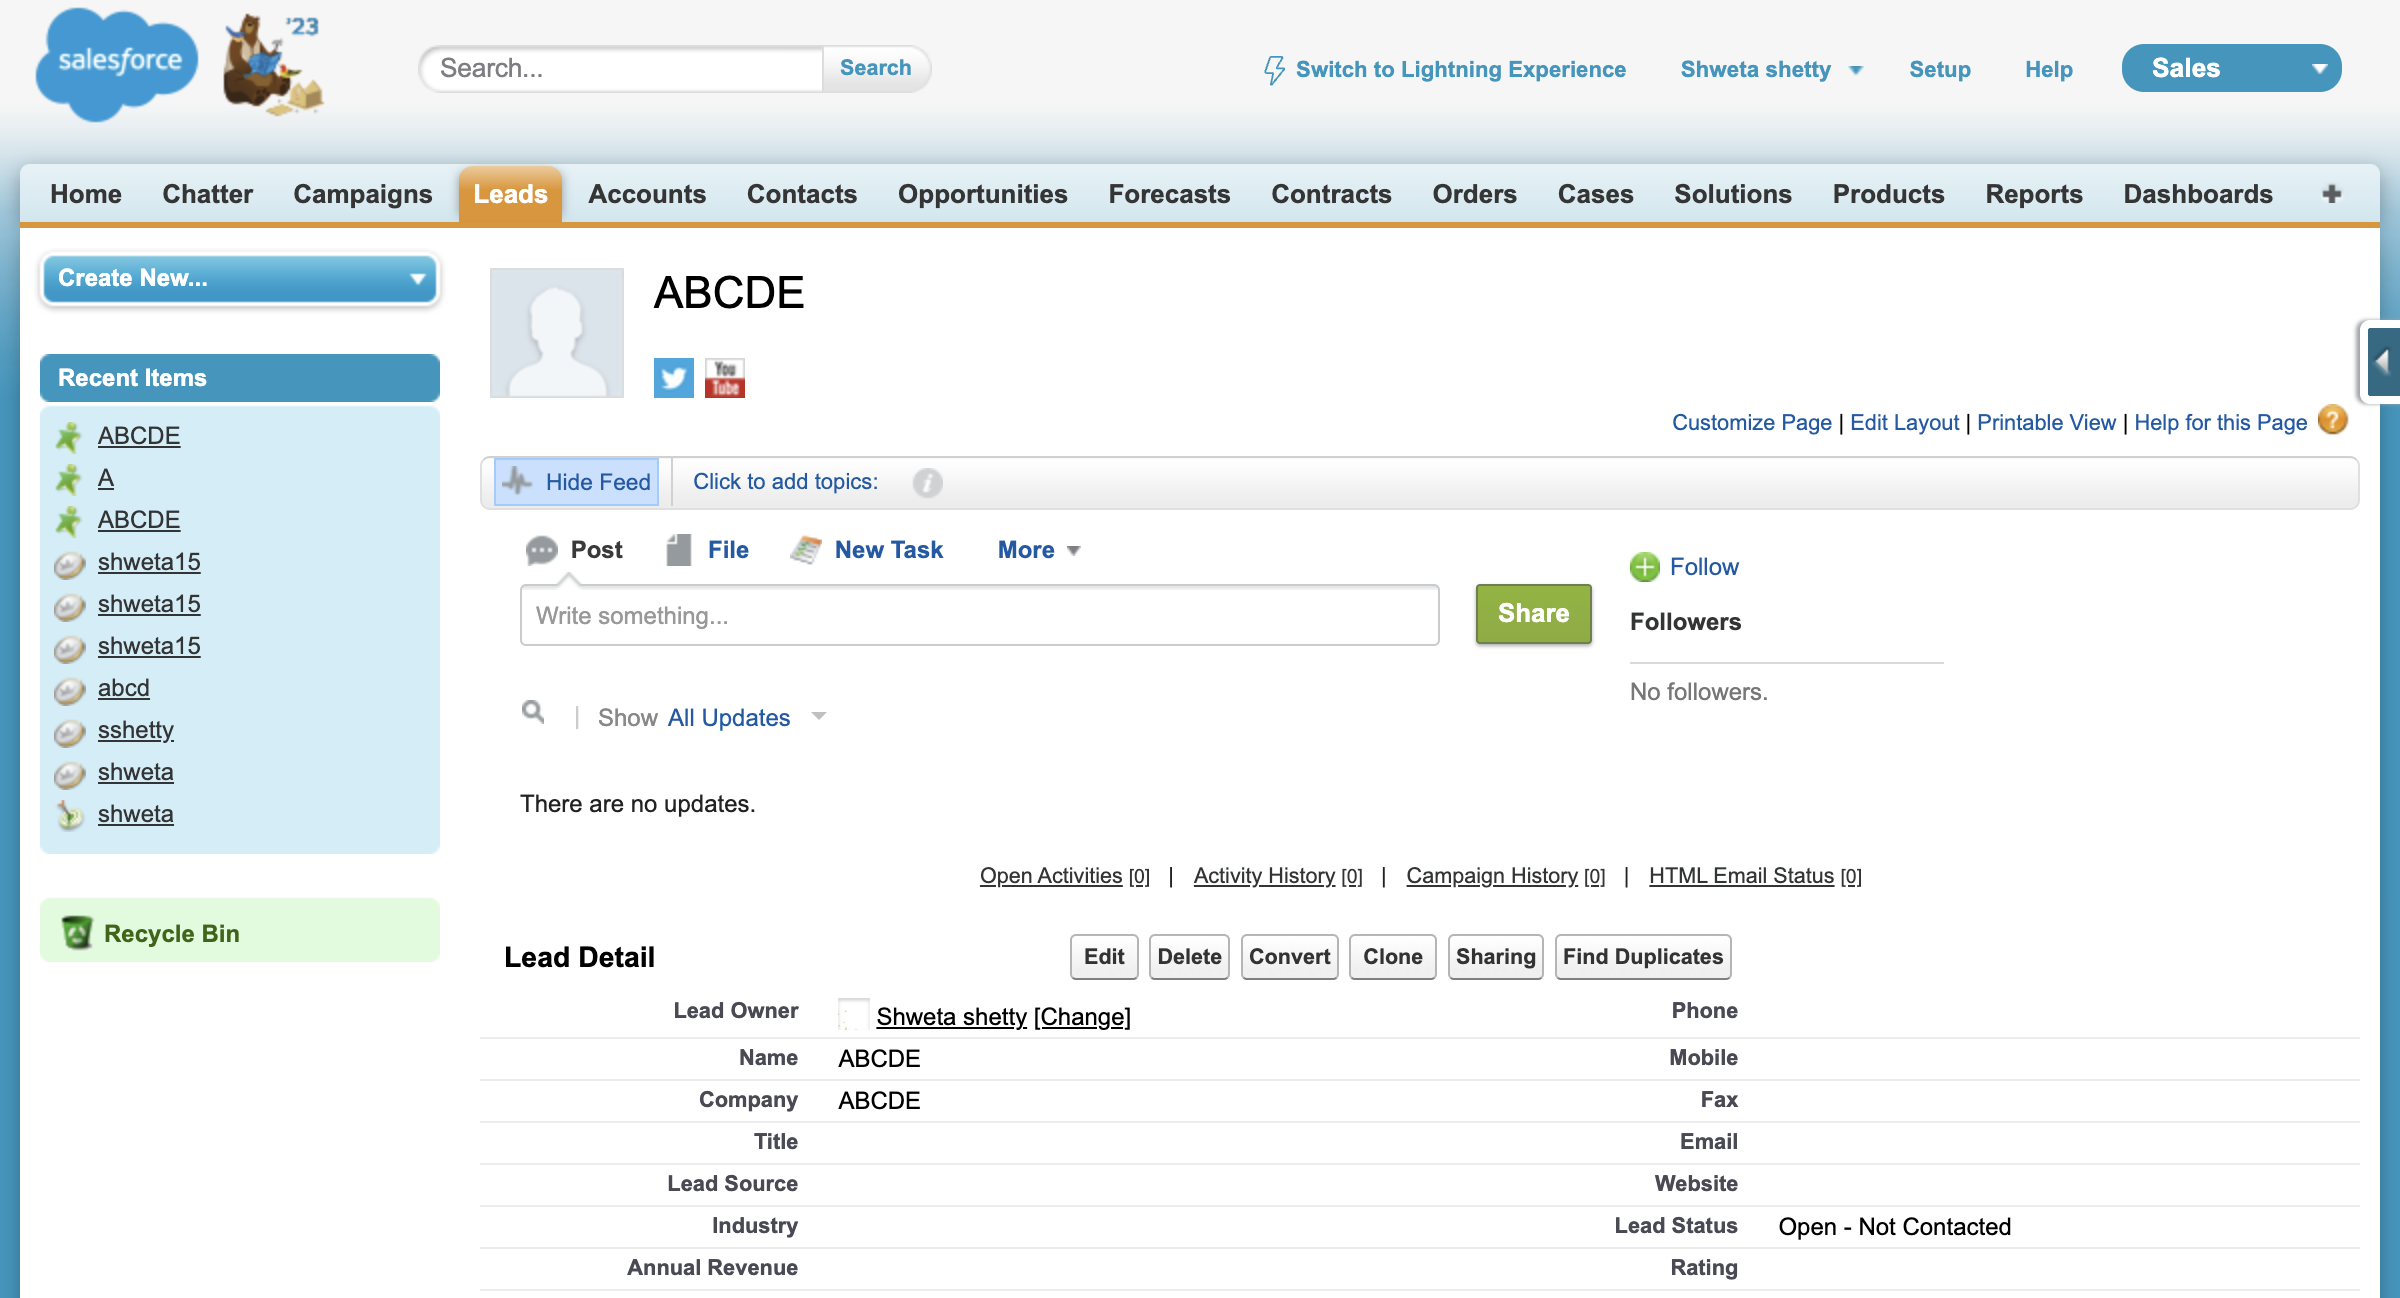 salesforce
'23
Search...
Search
Switch to Lightning Experience
Shweta shetty
Setup
Help
Sales
Home Chatter Campaigns Leads Accounts Contacts Opportunities Forecasts Contracts Orders Cases Solutions Products Reports Dashboards +
Create New...
Recent Items
ABCDE
A
ABCDE
shweta15
shweta15
shweta15
abcd
sshetty
shweta
shweta
Recycle Bin
ABCDE
You
Tube
Customize Page | Edit Layout | Printable View | Help for this Page ?
Hide Feed
Click to add topics:
i
Post
File
New Task
More
Write something...
Share
Follow
Followers
No followers.
Show All Updates
There are no updates.
Open Activities [0] | Activity History [0] | Campaign History [0] | HTML Email Status [0]
Lead Detail
Edit Delete Convert Clone Sharing Find Duplicates
Lead Owner Shweta shetty [Change] Phone
Name ABCDE Mobile
Company ABCDE Fax
Title Email
Lead Source Website
Industry Lead Status Open - Not Contacted
Annual Revenue Rating